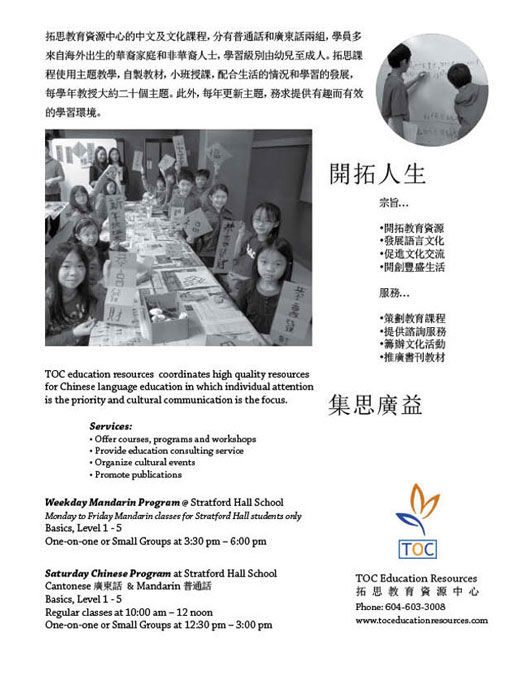 拓思教育資源中心的中文及文化課程，分有普通話和廣東話兩組，學員多
來自海外出生的華裔家庭和非華裔人士，學習級別由幼兒至成人。拓思課
程使用主題教學，自製教材，小班授課，配合生活的情況和學習的發展，
每學年教授大約二十個主題。此外，每年更新主題，務求提供有趣而有效
的學習環境。
開拓人生
宗旨...
•開拓教育資源
•發展語言文化
•促進文化交流
•開創豐盛生活
服務...
•策劃教育課程
•提供諮詢服務
•籌辦文化活動
•推廣書刊教材
集思廣益
TOC education resources coordinates high quality resources
for Chinese language education in which individual attention
is the priority and cultural communication is the focus.
Services:
• Offer courses, programs and workshops
• Provide education consulting service
• Organize cultural events
• Promote publications
Weekday Mandarin Program @ Stratford Hall School
Monday to Friday Mandarin classes for Stratford Hall students only
Basics, Level 1 - 5
One-on-one or Small Groups at 3:30 pm – 6:00 pm
Saturday Chinese Program at Stratford Hall School
Cantonese 廣東話 & Mandarin 普通話
Basics, Level 1 - 5
Regular classes at 10:00 am – 12 noon
One-on-one or Small Groups at 12:30 pm – 3:00 pm
TOC
TOC Education Resources
拓思教育資源中心
Phone: 604-603-3008
www.toceducationresources.com